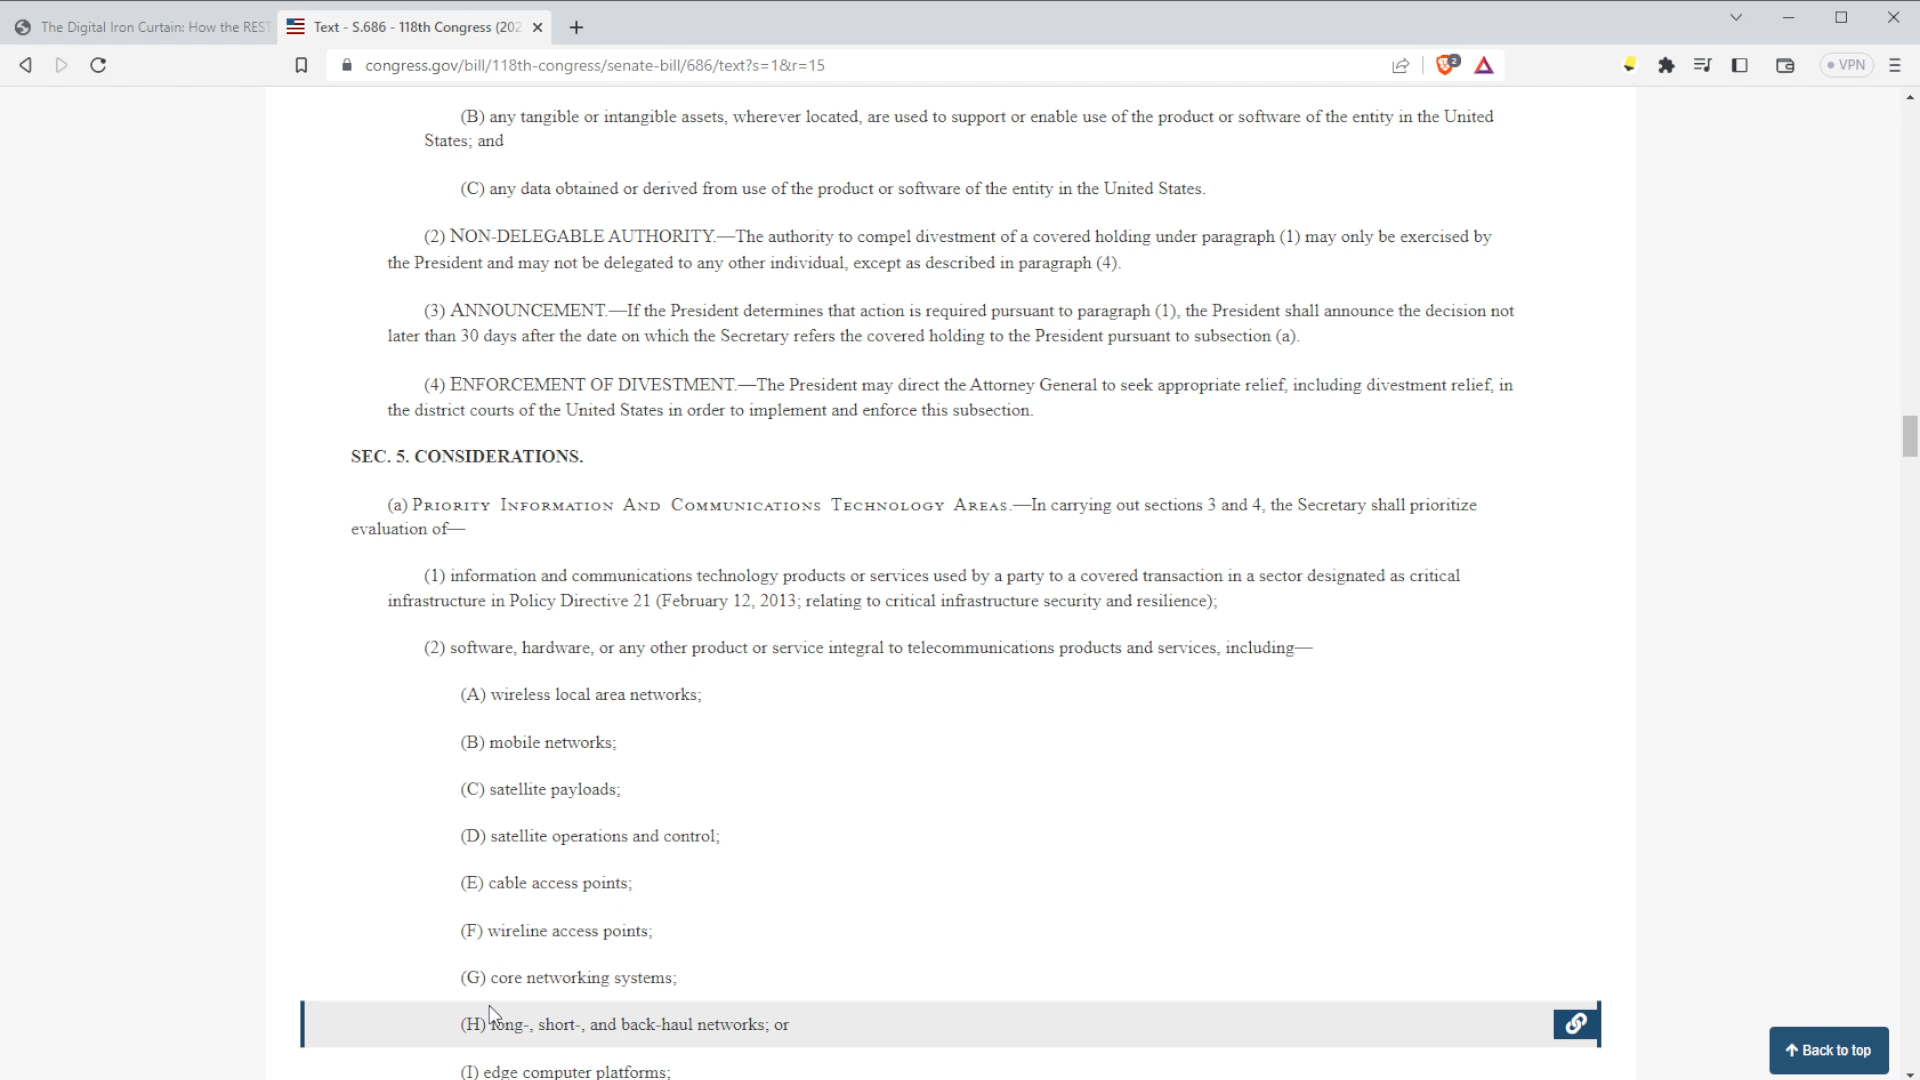 The Digital Iron Curtain: How the REST
Text - S.686 - 118th Congress (202
congress.gov/bill/118th-congress/senate-bill/686/text?s=1&r=15
2
VPN
(B) any tangible or intangible assets, wherever located, are used to support or enable use of the product or software of the entity in the United
States; and
(C) any data obtained or derived from use of the product or software of the entity in the United States.
(2) NON-DELEGABLE AUTHORITY.—The authority to compel divestment of a covered holding under paragraph (1) may only be exercised by
the President and may not be delegated to any other individual, except as described in paragraph (4).
(3) ANNOUNCEMENT.—If the President determines that action is required pursuant to paragraph (1), the President shall announce the decision not
later than 30 days after the date on which the Secretary refers the covered holding to the President pursuant to subsection (a).
(4) ENFORCEMENT OF DIVESTMENT.—The President may direct the Attorney General to seek appropriate relief, including divestment relief, in
the district courts of the United States in order to implement and enforce this subsection.
SEC. 5. CONSIDERATIONS.
(a) PRIORITY INFORMATION AND COMMUNICATIONS TECHNOLOGY AREAS.—In carrying out sections 3 and 4, the Secretary shall prioritize
evaluation of—
(1) information and communications technology products or services used by a party to a covered transaction in a sector designated as critical
infrastructure in Policy Directive 21 (February 12, 2013; relating to critical infrastructure security and resilience);
(2) software, hardware, or any other product or service integral to telecommunications products and services, including—
(A) wireless local area networks;
(B) mobile networks;
(C) satellite payloads;
(D) satellite operations and control;
(E) cable access points;
(F) wireline access points;
(G) core networking systems;
(H) long-, short-, and back-haul networks; or
(I) edge computer platforms;
Back to top